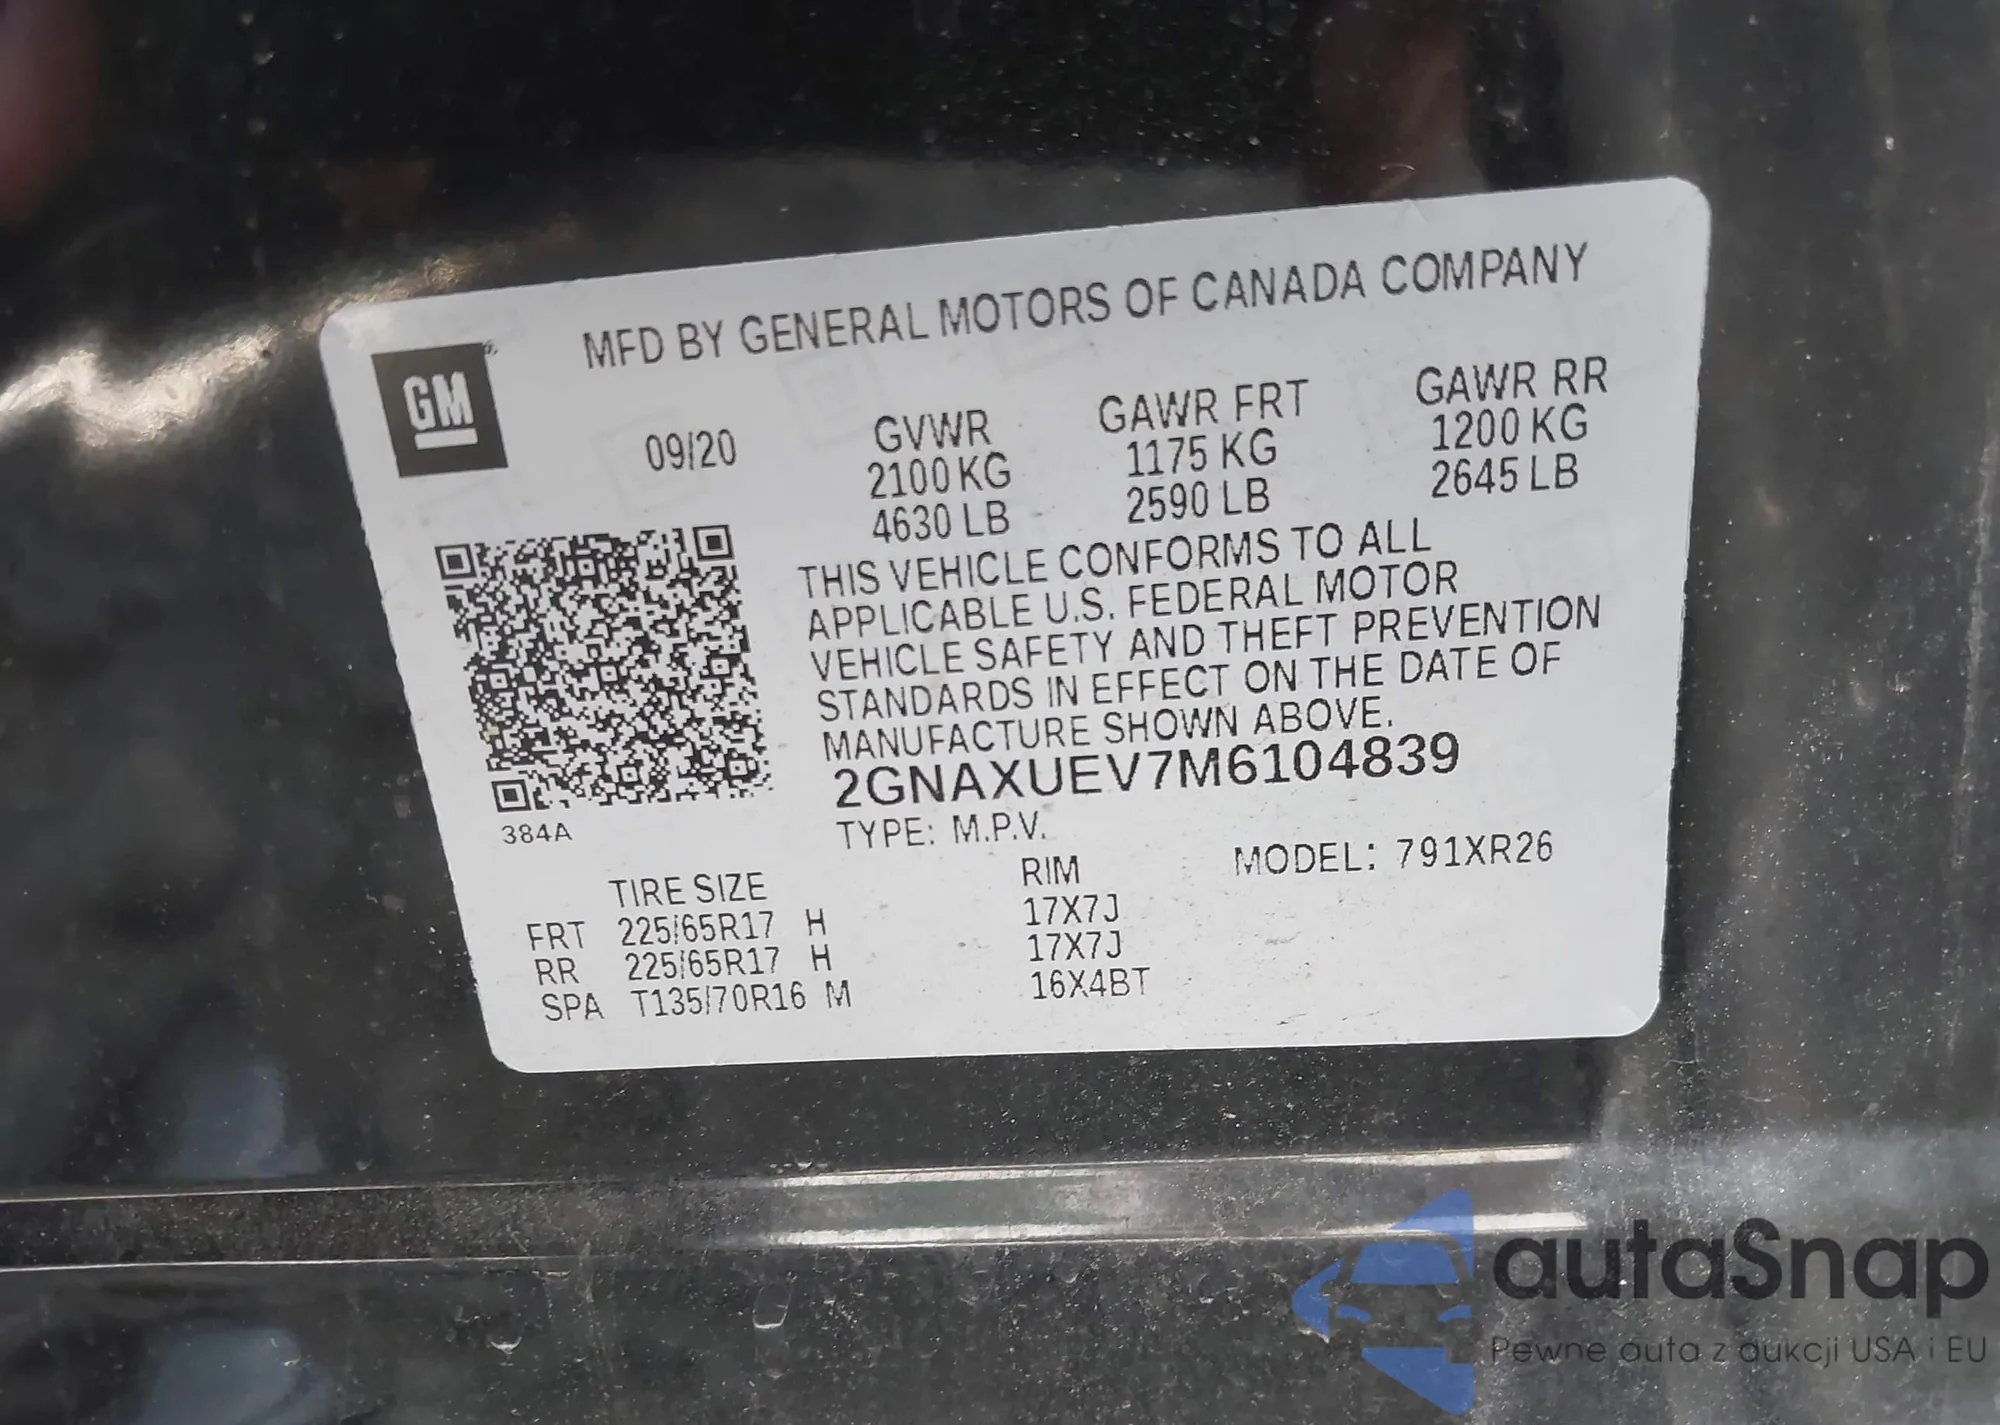 MFD BY GENERAL MOTORS OF CANADA COMPANY
GM
09/20
GVWR
2100 KG
4630 LB
GAWR FRT
1175 KG
2590 LB
GAWR RR
1200 KG
2645 LB
THIS VEHICLE CONFORMS TO ALL
APPLICABLE U.S. FEDERAL MOTOR
VEHICLE SAFETY AND THEFT PREVENTION
STANDARDS IN EFFECT ON THE DATE OF
MANUFACTURE SHOWN ABOVE.
2GNAXUEV7M6104839
384A
TYPE: M.P.V.
MODEL: 791XR26
TIRE SIZE RIM
FRT 225/65R17 H 17X7J
RR 225/65R17 H 17X7J
SPA T135/70R16 M 16X4BT
autaSnap
Pewne auta z aukcji USA i EU